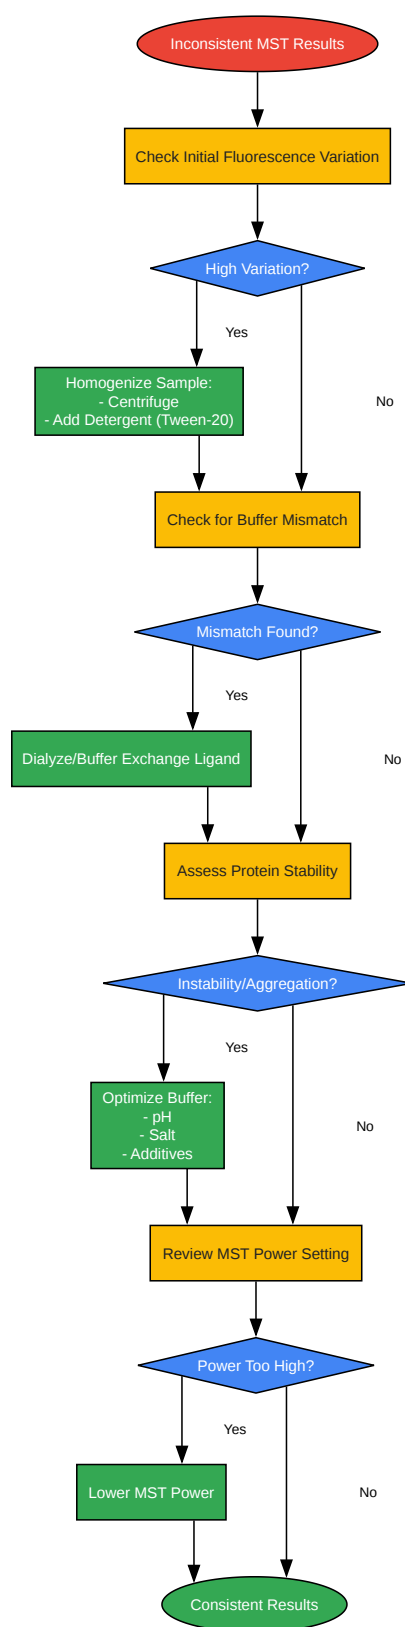 Inconsistent MST Results
Check Initial Fluorescence Variation
High Variation?
Yes
Homogenize Sample:
- Centrifuge
- Add Detergent (Tween-20)
No
Check for Buffer Mismatch
Mismatch Found?
Yes
Dialyze/Buffer Exchange Ligand
No
Assess Protein Stability
Instability/Aggregation?
Yes
Optimize Buffer:
- pH
- Salt
- Additives
No
Review MST Power Setting
Power Too High?
Yes
Lower MST Power
No
Consistent Results